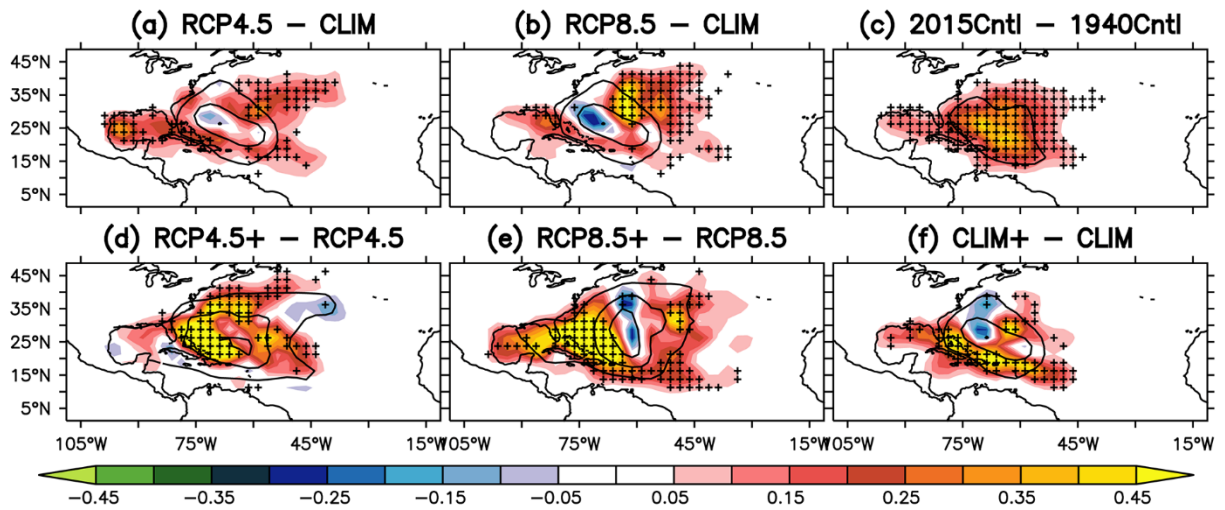 (a) RCP4.5 − CLIM
(b) RCP8.5 − CLIM
(c) 2015Cntl − 1940Cntl
45°N
35°N
25°N
15°N
5°N
(d) RCP4.5+ − RCP4.5
(e) RCP8.5+ − RCP8.5
(f) CLIM+ − CLIM
45°N
35°N
25°N
15°N
5°N
105°W 75°W 45°W 15°W
105°W 75°W 45°W 15°W
105°W 75°W 45°W 15°W
−0.45 −0.35 −0.25 −0.15 −0.05 0.05 0.15 0.25 0.35 0.45